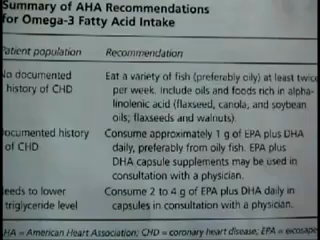 Summary of AHA Recommendations
for Omega-3 Fatty Acid Intake
Patient population Recommendation
No documented Eat a variety of fish (preferably oily) at least twice
history of CHD per week. Include oils and foods rich in alpha-
linolenic acid (flaxseed, canola, and soybean
oils; flaxseeds and walnuts).
Documented history Consume approximately 1 g of EPA plus DHA
of CHD daily, preferably from oily fish. EPA plus
DHA capsule supplements may be used in
consultation with a physician.
Needs to lower Consume 2 to 4 g of EPA plus DHA daily in
triglyceride level capsules in consultation with a physician.
AHA = American Heart Association; CHD = coronary heart disease, EPA = eicosape